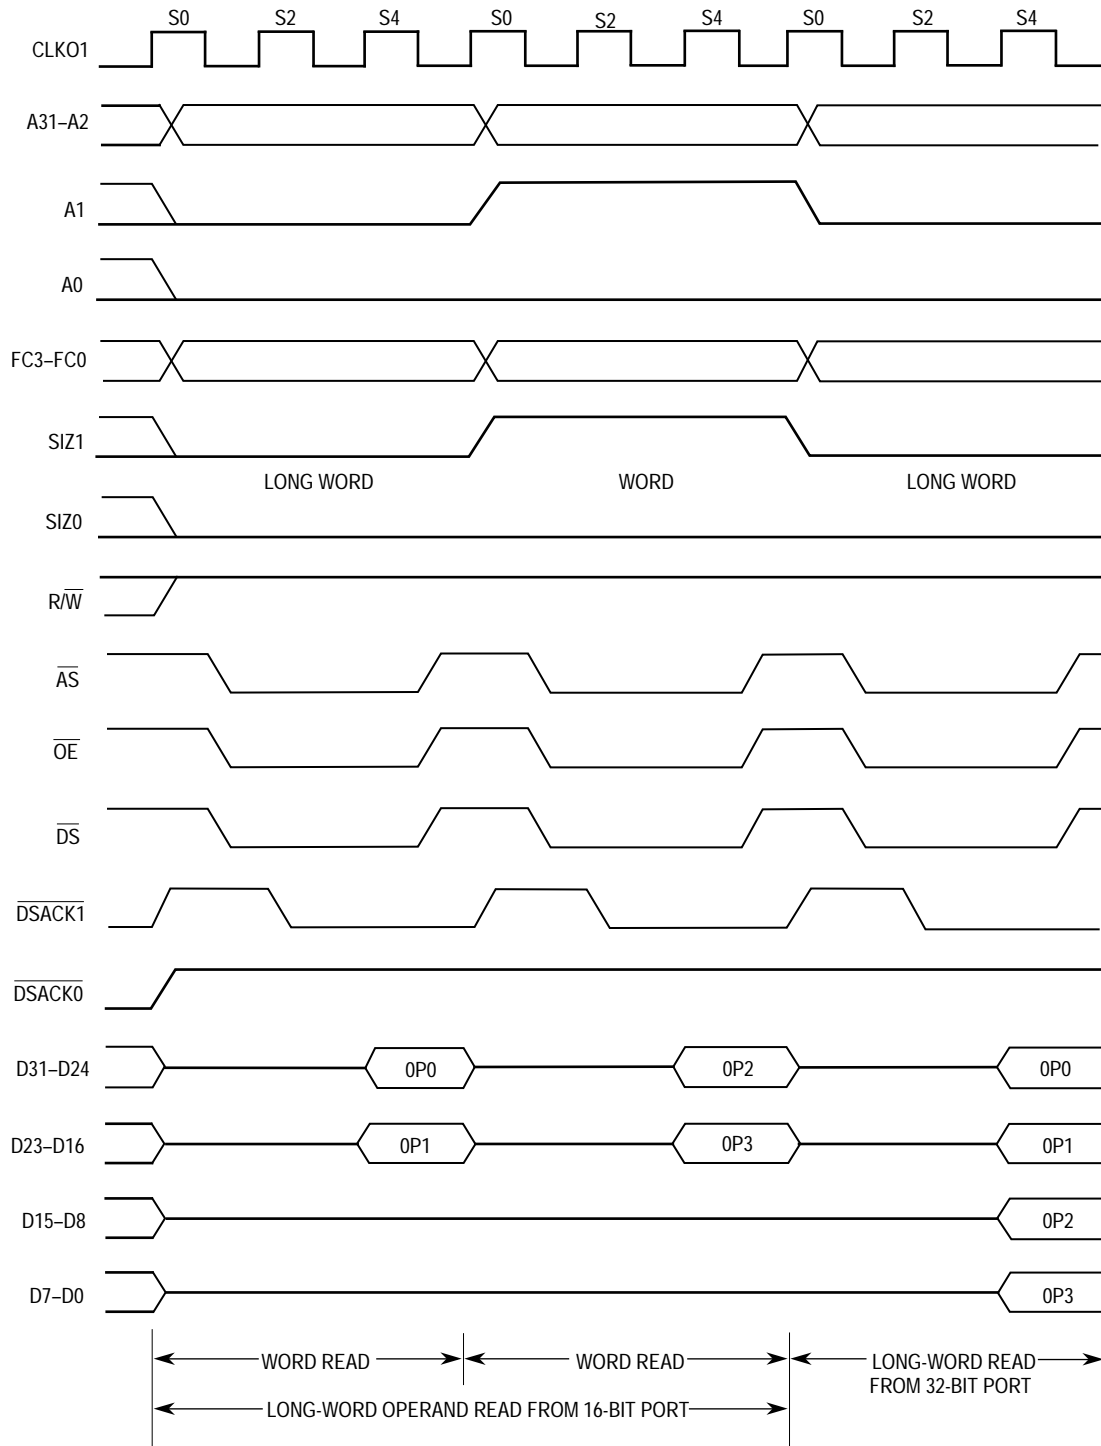 S0 S2 S4 S0 S2 S4 S0 S2 S4
CLKO1
A31–A2
A1
A0
FC3–FC0
SIZ1
LONG WORD WORD LONG WORD
SIZ0
R/W
AS
OE
DS
DSACK1
DSACK0
D31–D24 0P0 0P2 0P0
D23–D16 0P1 0P3 0P1
D15–D8 0P2
D7–D0 0P3
WORD READ WORD READ LONG-WORD READ
FROM 32-BIT PORT
LONG-WORD OPERAND READ FROM 16-BIT PORT